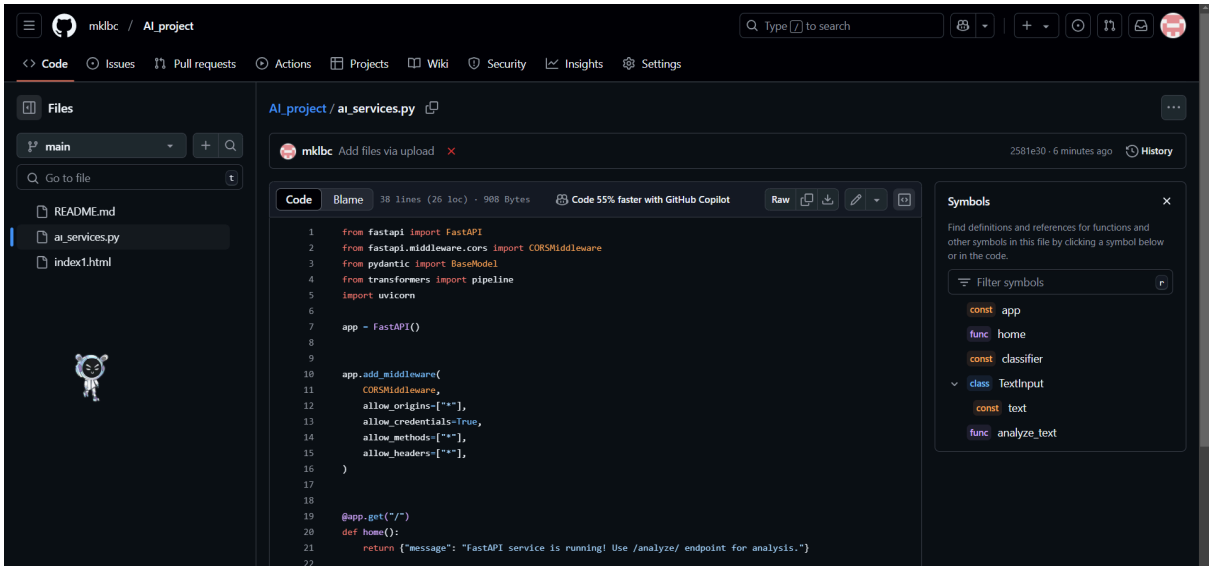 mklbc / AI_project
Type / to search
Code Issues Pull requests Actions Projects Wiki Security Insights Settings
Files
main
Go to file t
README.md
aı_services.py
index1.html
AI_project / aı_services.py
mklbc Add files via upload
2581e30 · 6 minutes ago History
Code Blame 38 lines (26 loc) · 908 Bytes Code 55% faster with GitHub Copilot Raw
1 from fastapi import FastAPI
2 from fastapi.middleware.cors import CORSMiddleware
3 from pydantic import BaseModel
4 from transformers import pipeline
5 import uvicorn
6
7 app = FastAPI()
8
9
10 app.add_middleware(
11 CORSMiddleware,
12 allow_origins=["*"],
13 allow_credentials=True,
14 allow_methods=["*"],
15 allow_headers=["*"],
16 )
17
18
19 @app.get("/")
20 def home():
21 return {"message": "FastAPI service is running! Use /analyze/ endpoint for analysis."}
22
Symbols
Find definitions and references for functions and
other symbols in this file by clicking a symbol below
or in the code.
Filter symbols r
const app
func home
const classifier
class TextInput
const text
func analyze_text